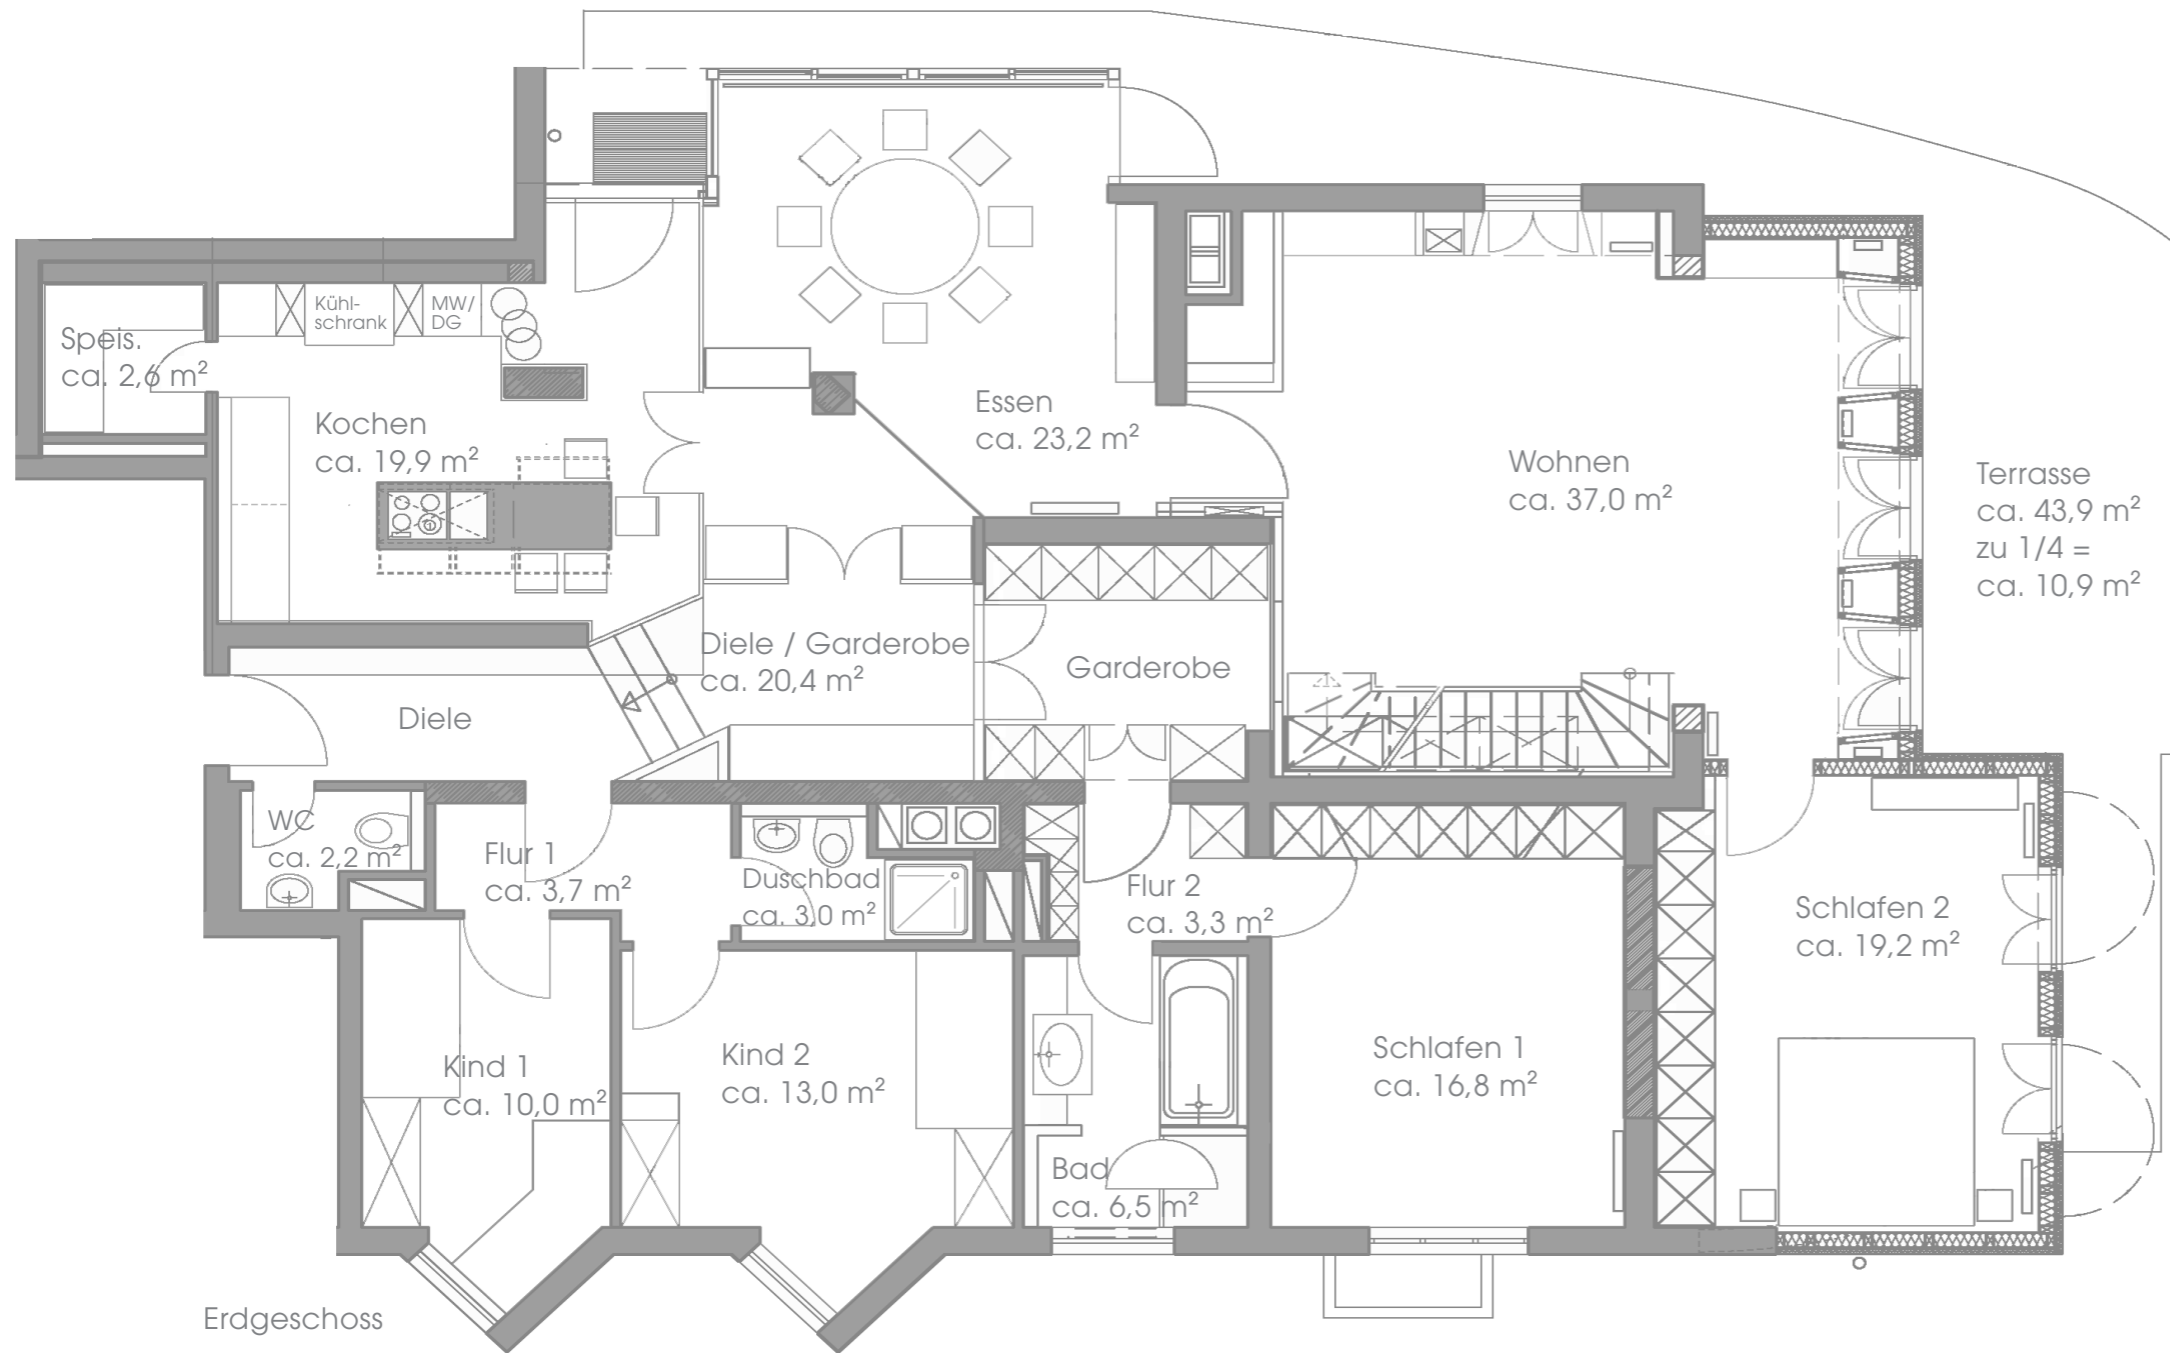 Kühl-
schrank
MW/
DG
Speis.
ca. 2,6 m²
Kochen
ca. 19,9 m²
Essen
ca. 23,2 m²
Wohnen
ca. 37,0 m²
Terrasse
ca. 43,9 m²
zu 1/4 =
ca. 10,9 m²
Diele / Garderobe
ca. 20,4 m²
Garderobe
Diele
WC
ca. 2,2 m²
Flur 1
ca. 3,7 m²
Duschbad
ca. 3,0 m²
Flur 2
ca. 3,3 m²
Schlafen 2
ca. 19,2 m²
Kind 1
ca. 10,0 m²
Kind 2
ca. 13,0 m²
Schlafen 1
ca. 16,8 m²
Bad
ca. 6,5 m²
Erdgeschoss